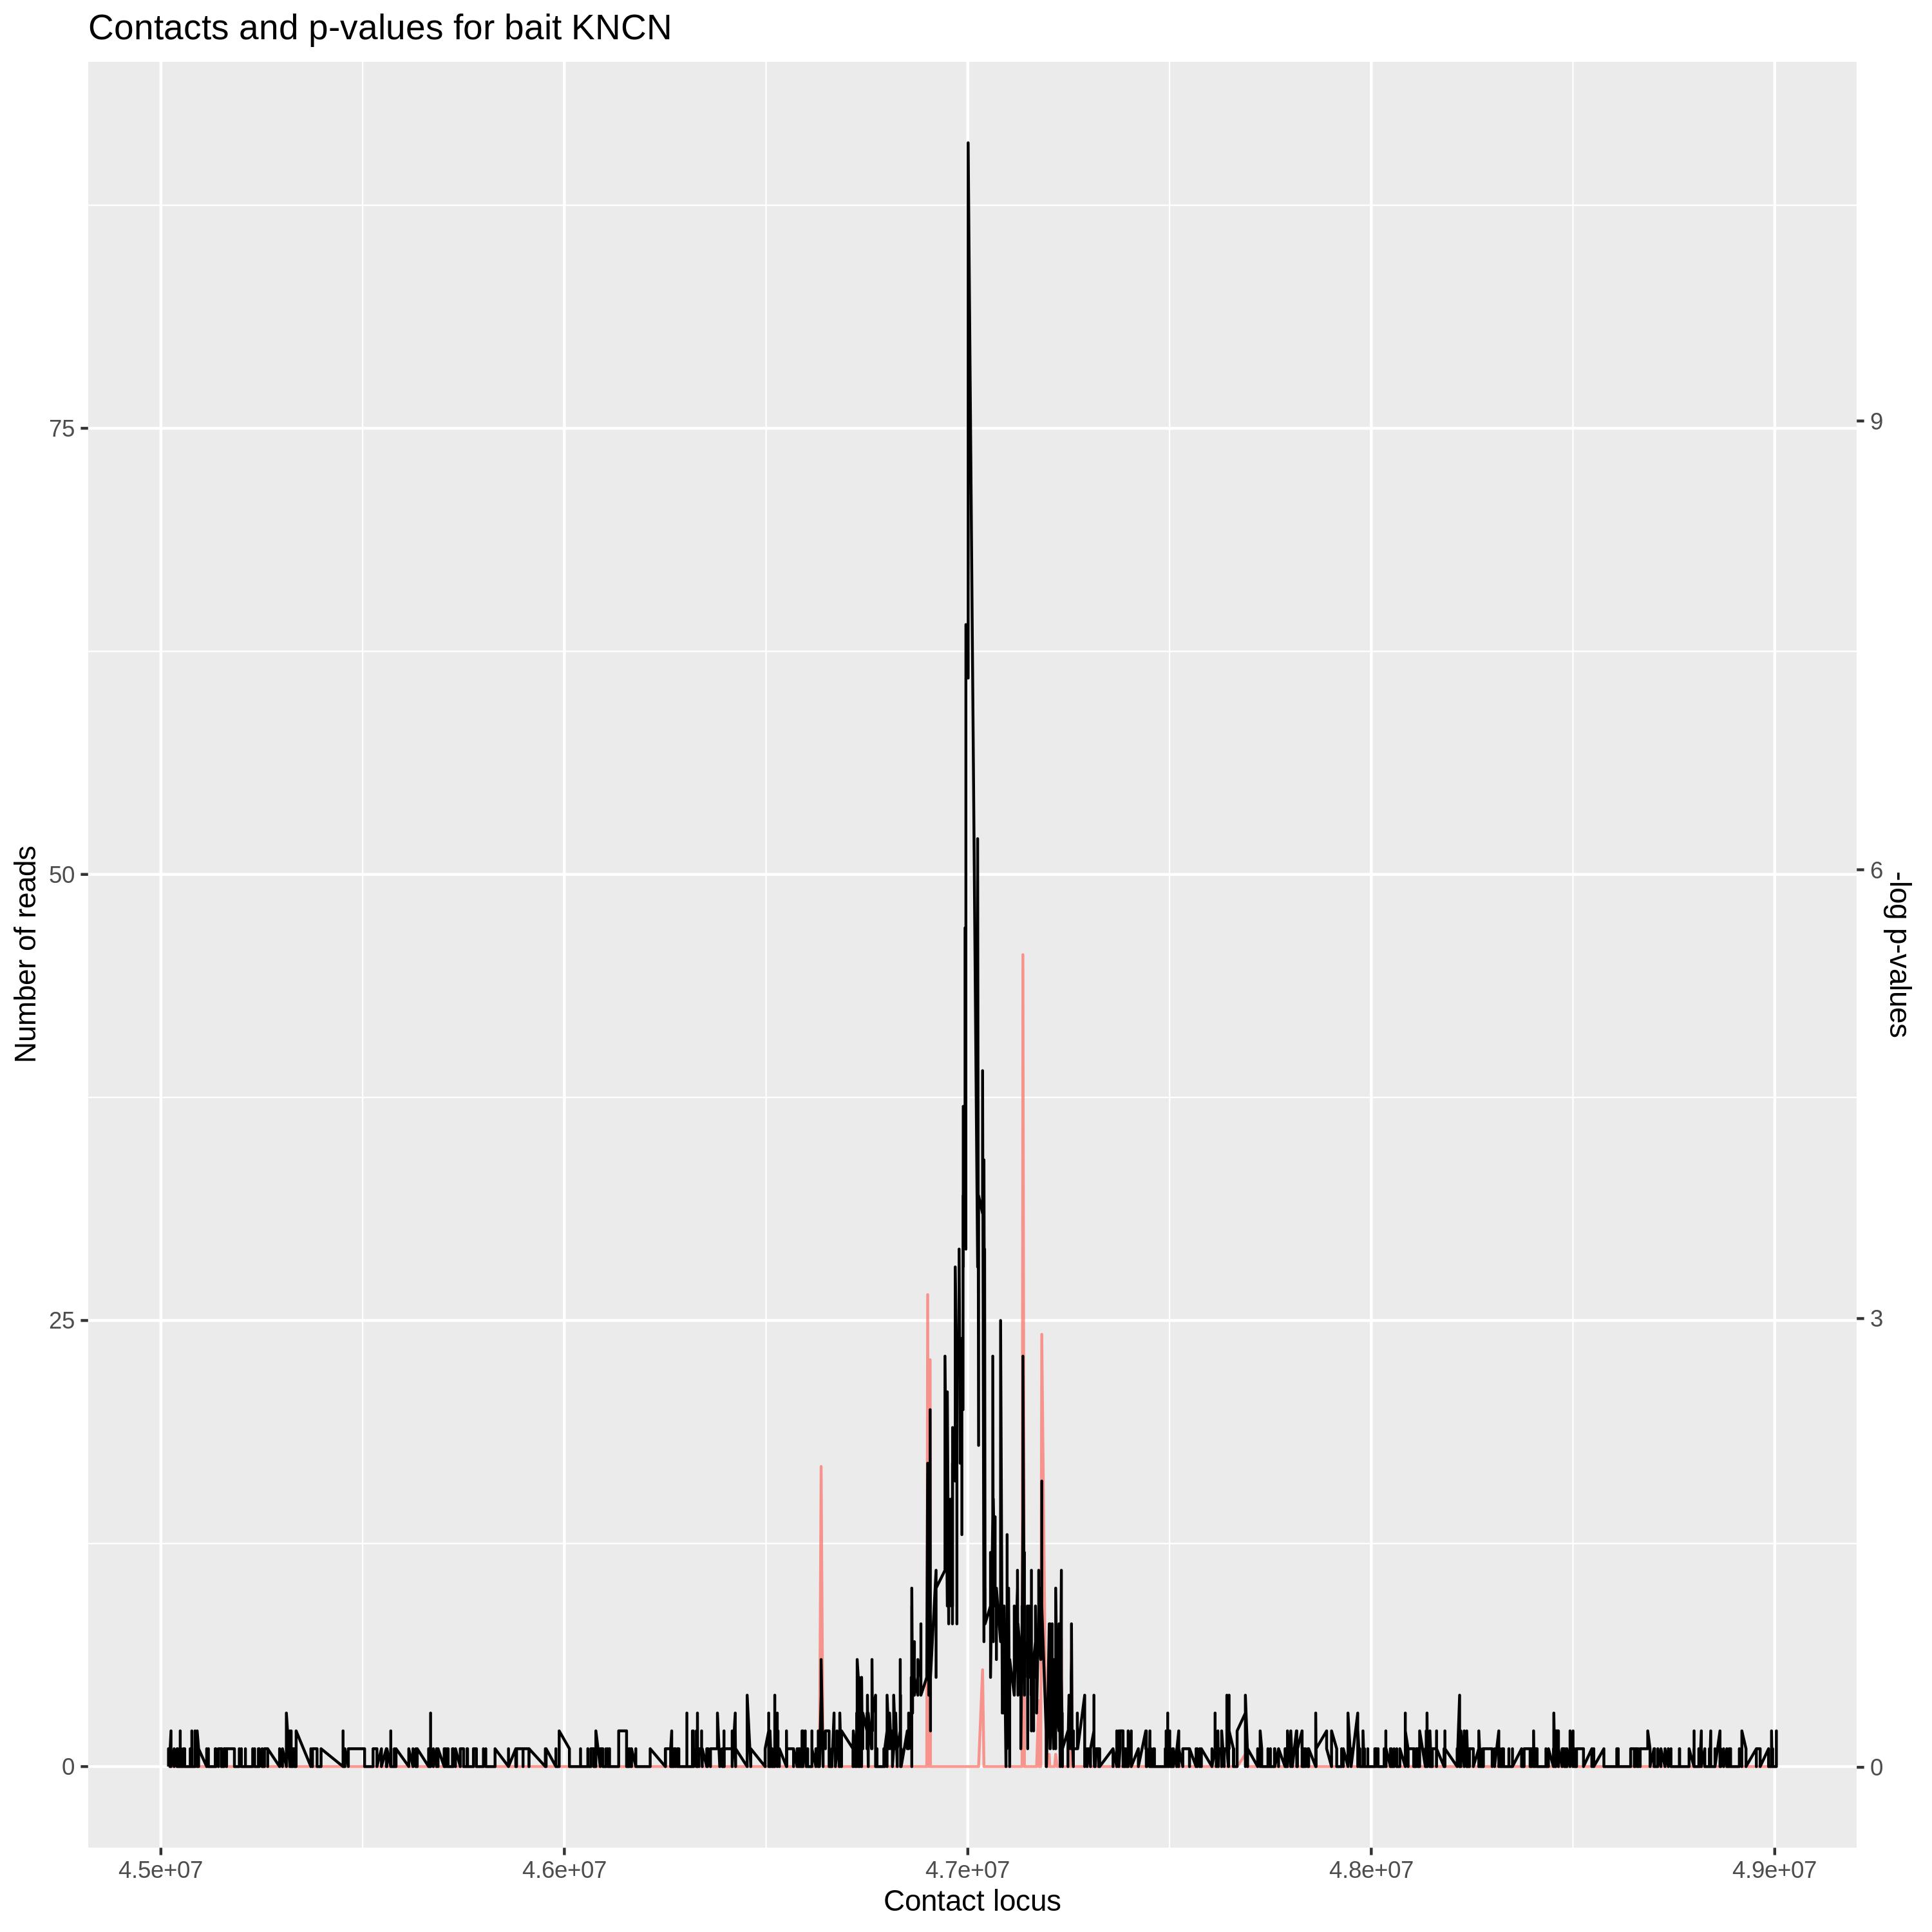 Contacts and p-values for bait KNCN
Number of reads
75
50
25
0
9
6
3
0
-log p-values
4.5e+07 4.6e+07 4.7e+07 4.8e+07 4.9e+07
Contact locus